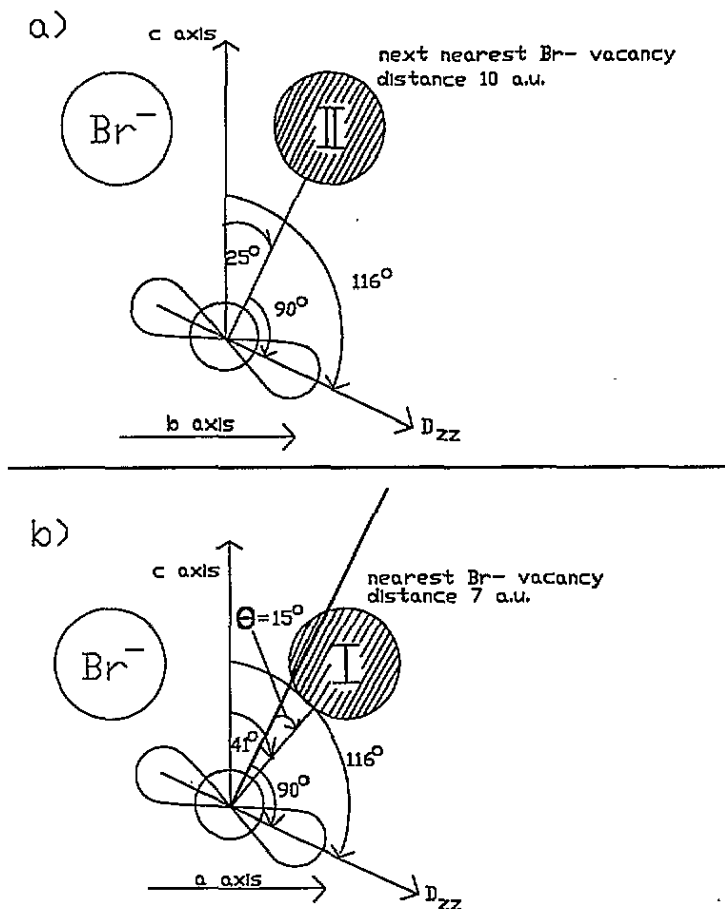 a)
c axis
next nearest Br- vacancy
distance 10 a.u.
Br⁻
II
25°
116°
90°
b axis
D_zz
b)
c axis
nearest Br- vacancy
distance 7 a.u.
Θ=15°
Br⁻
I
41°
116°
90°
a axis
D_zz